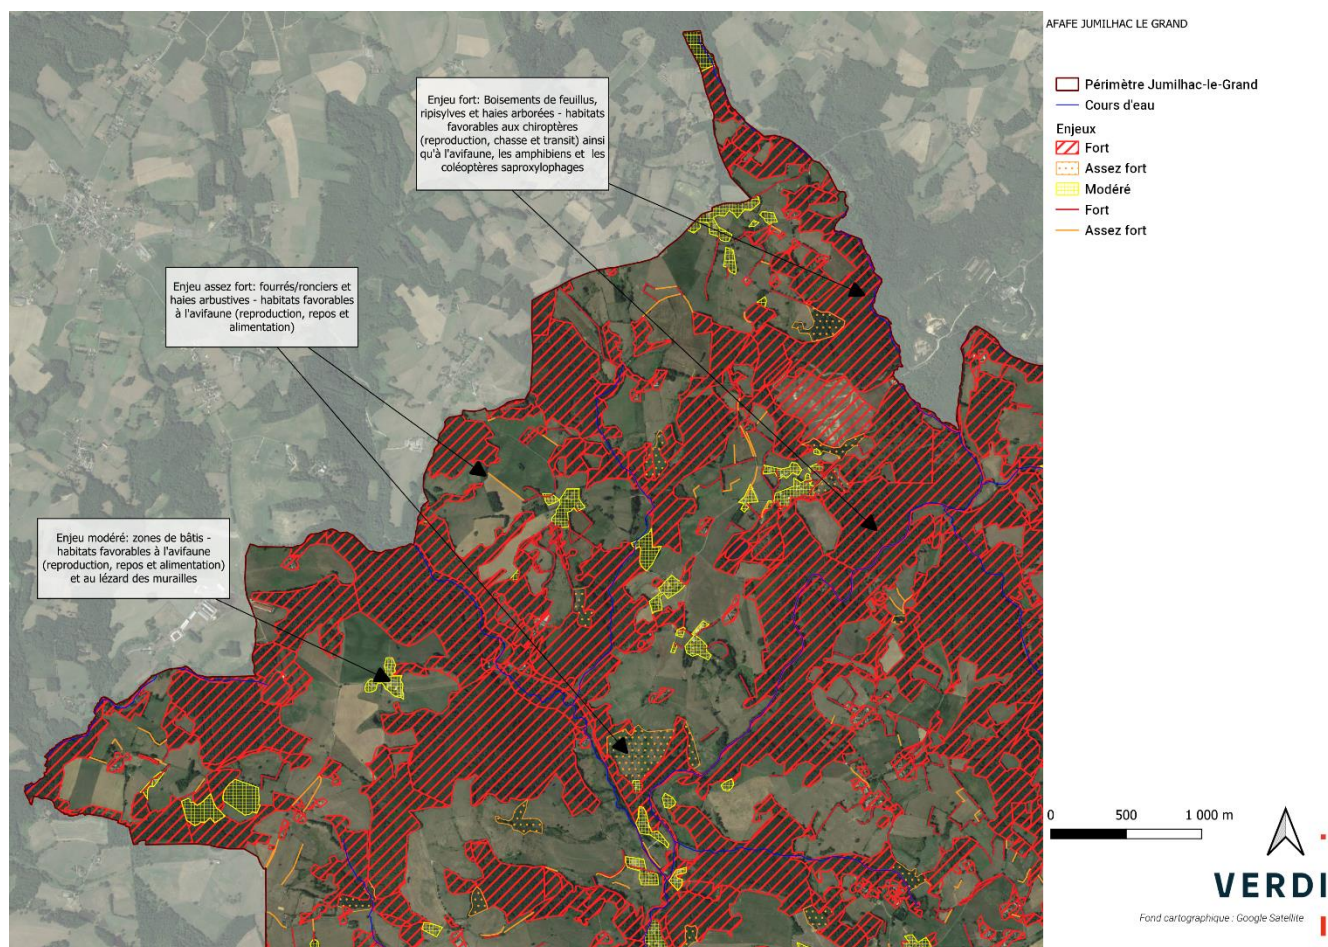 AFAFE JUMILHAC LE GRAND
Enjeu fort: Boisements de feuillus,
ripisylves et haies arborées - habitats
favorables aux chiroptères
(reproduction, chasse et transit) ainsi
qu'à l'avifaune, les amphibiens et les
coléoptères saproxylophages
Enjeu assez fort: fourrés/ronciers et
haies arbustives - habitats favorables
à l'avifaune (reproduction, repos et
alimentation)
Enjeu modéré: zones de bâtis -
habitats favorables à l'avifaune
(reproduction, repos et alimentation)
et au lézard des murailles
Périmètre Jumilhac-le-Grand
Cours d'eau
Enjeux
Fort
Assez fort
Modéré
Fort
Assez fort
0 500 1 000 m
VERDI
Fond cartographique : Google Satellite